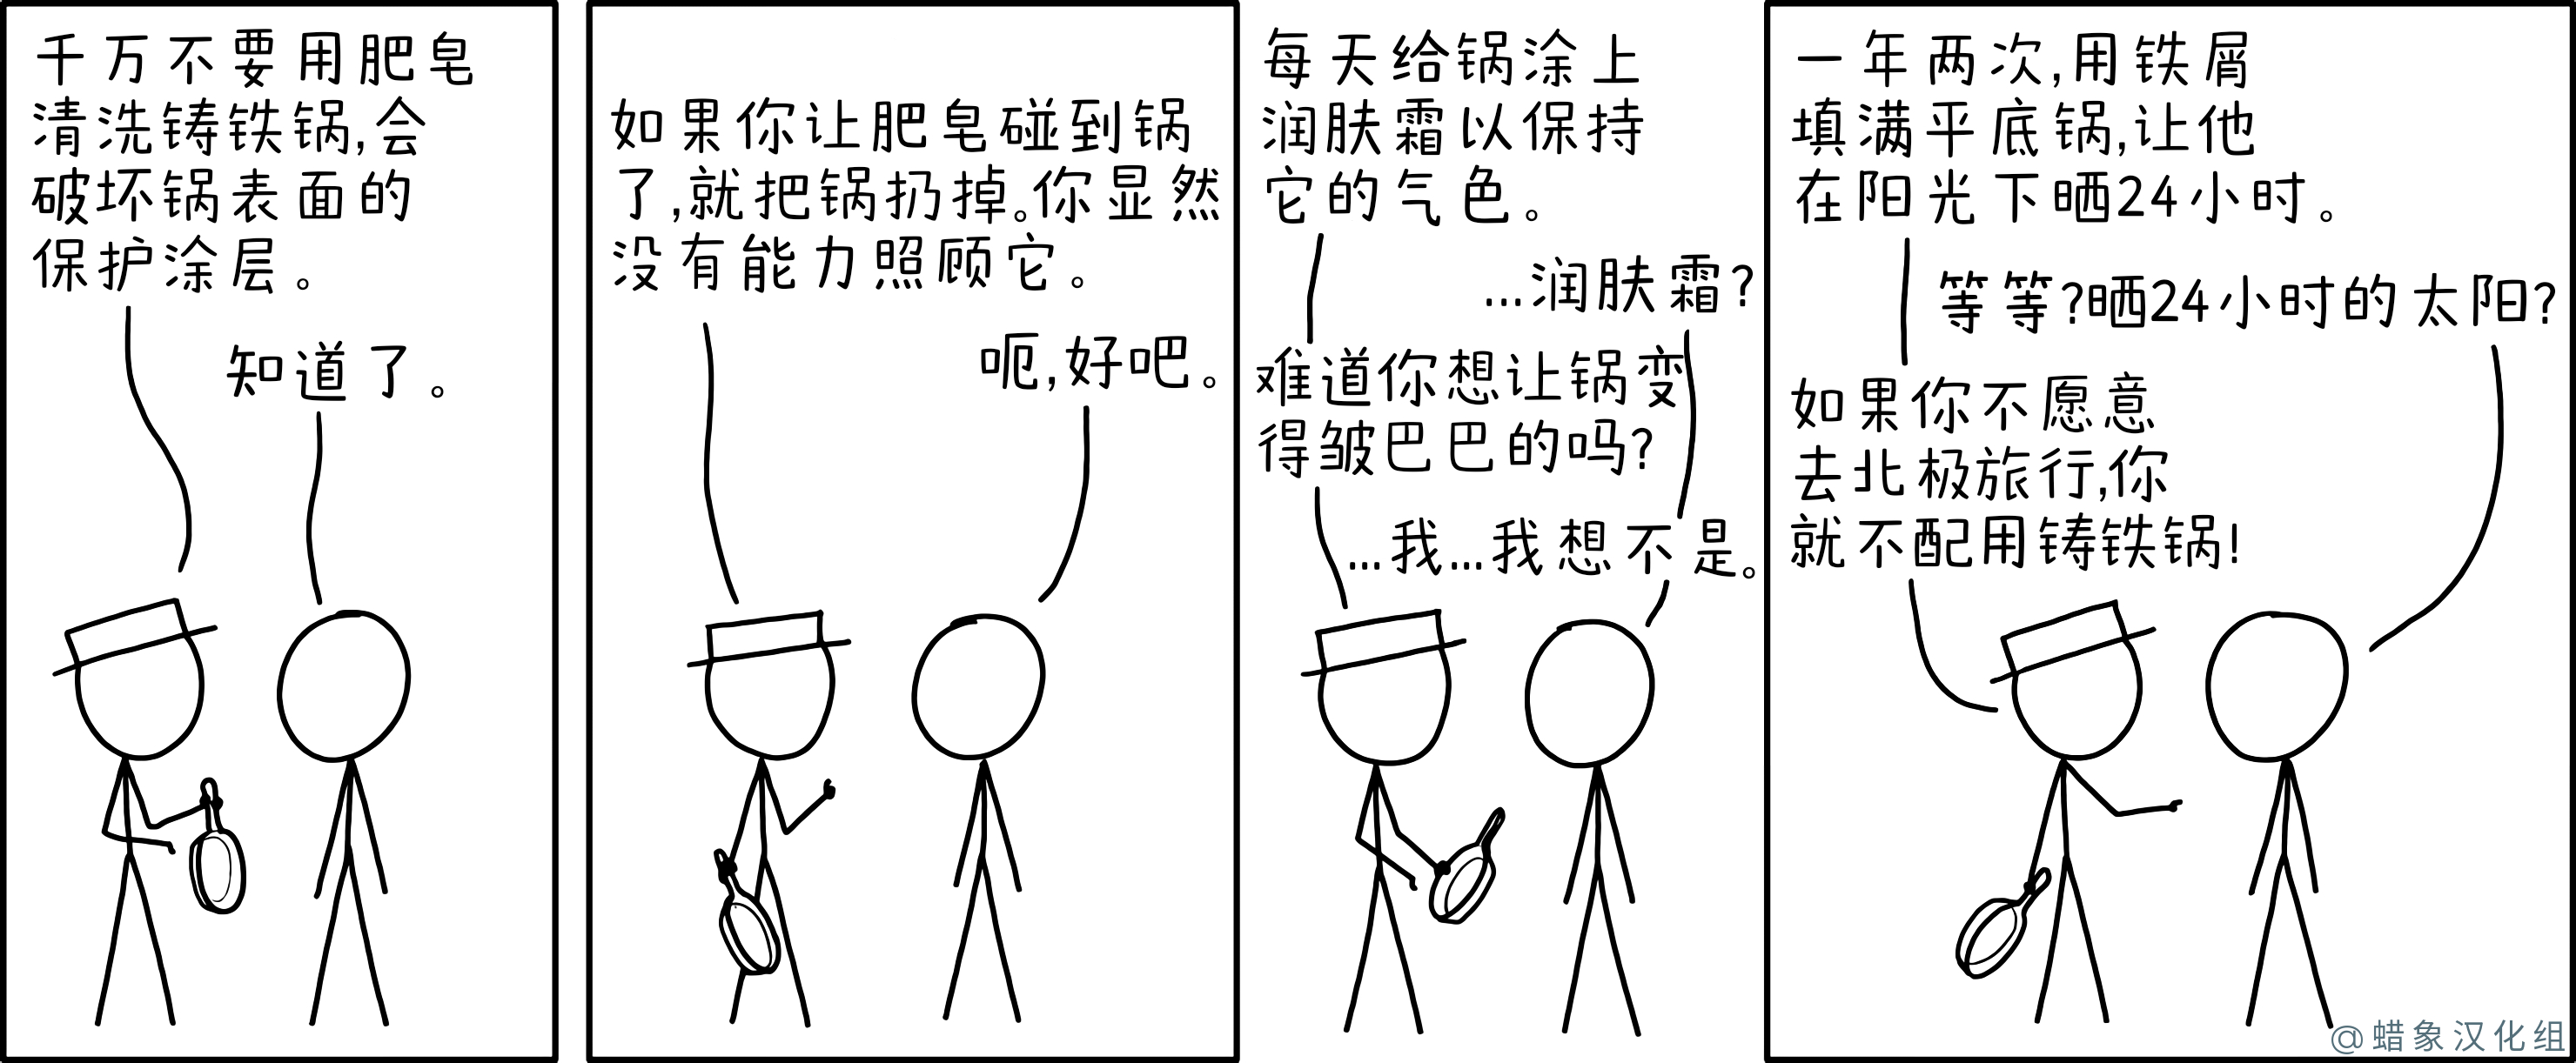 千万不要用肥皂
清洗铸铁锅,会
破坏锅表面的
保护涂层。
知道了。
如果你让肥皂碰到锅
了,就把锅扔掉。你显然
没有能力照顾它。
呃,好吧。
每天给锅涂上
润肤霜以保持
它的气色。
...润肤霜?
难道你想让锅变
得皱巴巴的吗?
...我...我想不是。
一年两次,用铁屑
填满平底锅,让他
在阳光下晒24小时。
等等?晒24小时的太阳?
如果你不愿意
去北极旅行,你
就不配用铸铁锅!
@蜡象汉化组